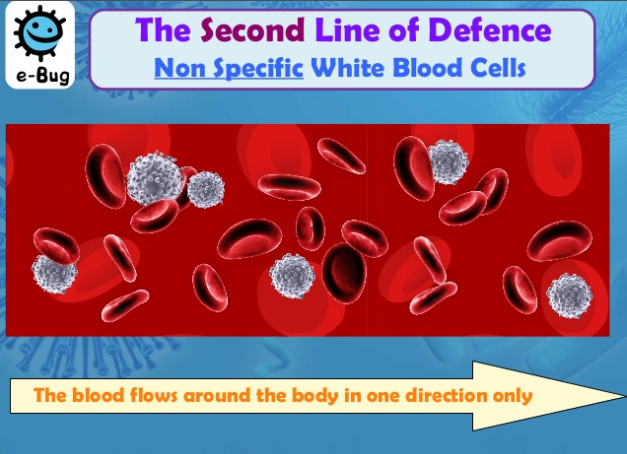 e-Bug
The Second Line of Defence
Non Specific White Blood Cells
The blood flows around the body in one direction only